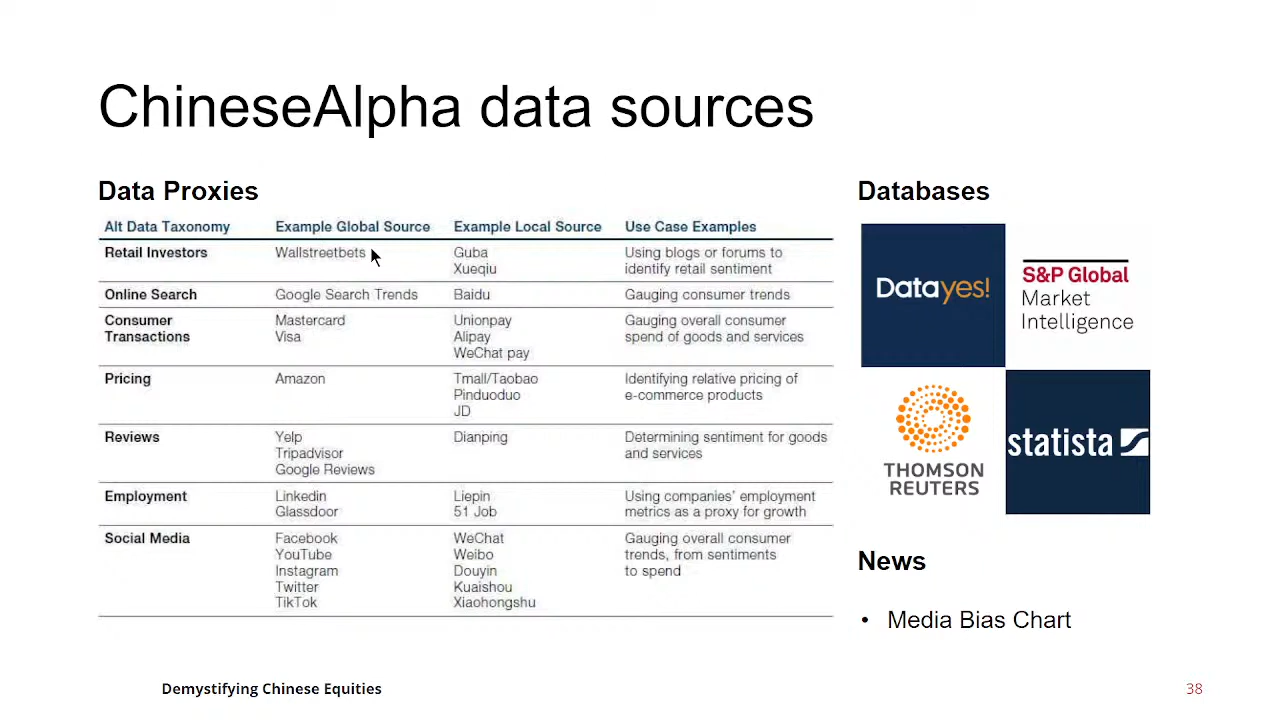 ChineseAlpha data sources
Data Proxies
Alt Data Taxonomy Example Global Source Example Local Source Use Case Examples
Retail Investors Wallstreetbets Guba Using blogs or forums to
Xueqiu identify retail sentiment
Online Search Google Search Trends Baidu Gauging consumer trends
Consumer Mastercard Unionpay Gauging overall consumer
Transactions Visa Alipay spend of goods and services
WeChat pay
Pricing Amazon Tmall/Taobao Identifying relative pricing of
Pinduoduo e-commerce products
JD
Reviews Yelp Dianping Determining sentiment for goods
Tripadvisor and services
Google Reviews
Employment Linkedin Liepin Using companies' employment
Glassdoor 51 Job metrics as a proxy for growth
Social Media Facebook WeChat Gauging overall consumer
YouTube Weibo trends, from sentiments
Instagram Douyin to spend
Twitter Kuaishou
TikTok Xiaohongshu
Databases
Datayes!
S&P Global
Market
Intelligence
THOMSON
REUTERS
statista
News
• Media Bias Chart
Demystifying Chinese Equities
38